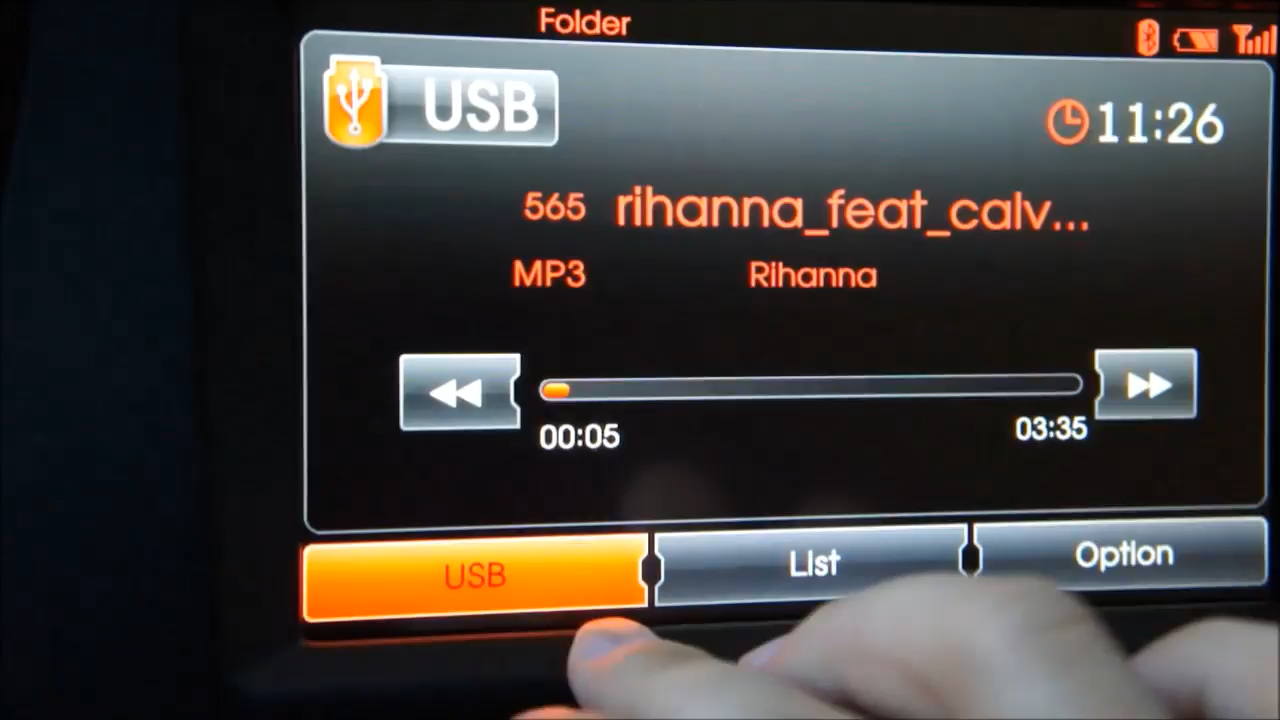 Folder
USB
11:26
565 rihanna_feat_calv...
MP3 Rihanna
00:05 03:35
USB List Option